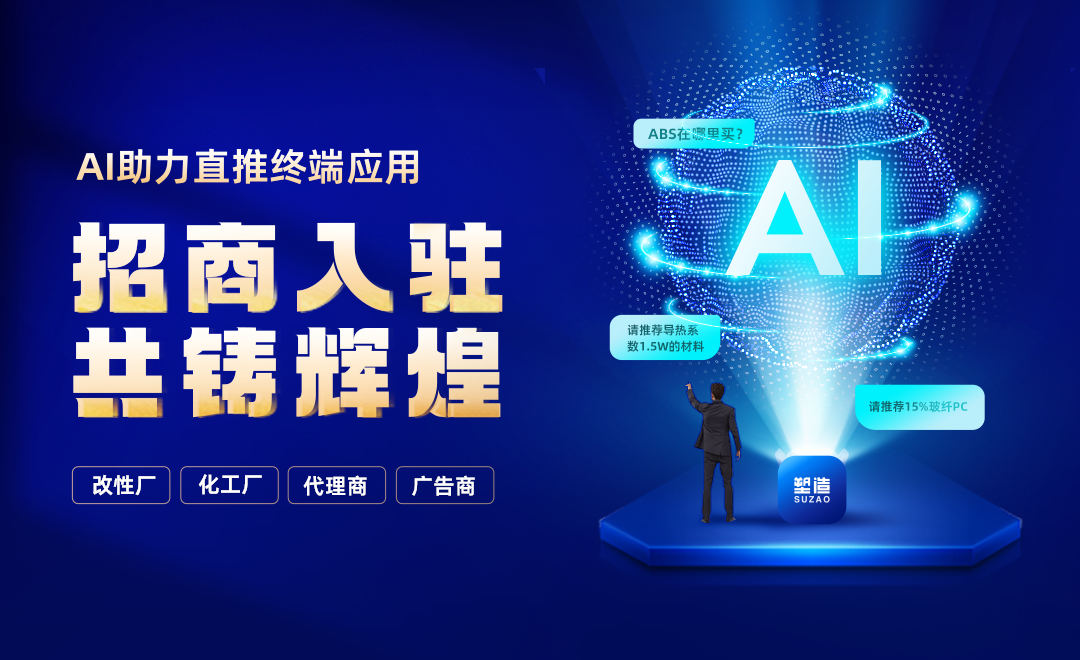 AI助力直推终端应用
招商入驻
共铸辉煌
改性厂
化工厂
代理商
广告商
ABS在哪里买？
AI
请推荐导热系
数1.5W的材料
请推荐15%玻纤PC
塑造
SUZAO